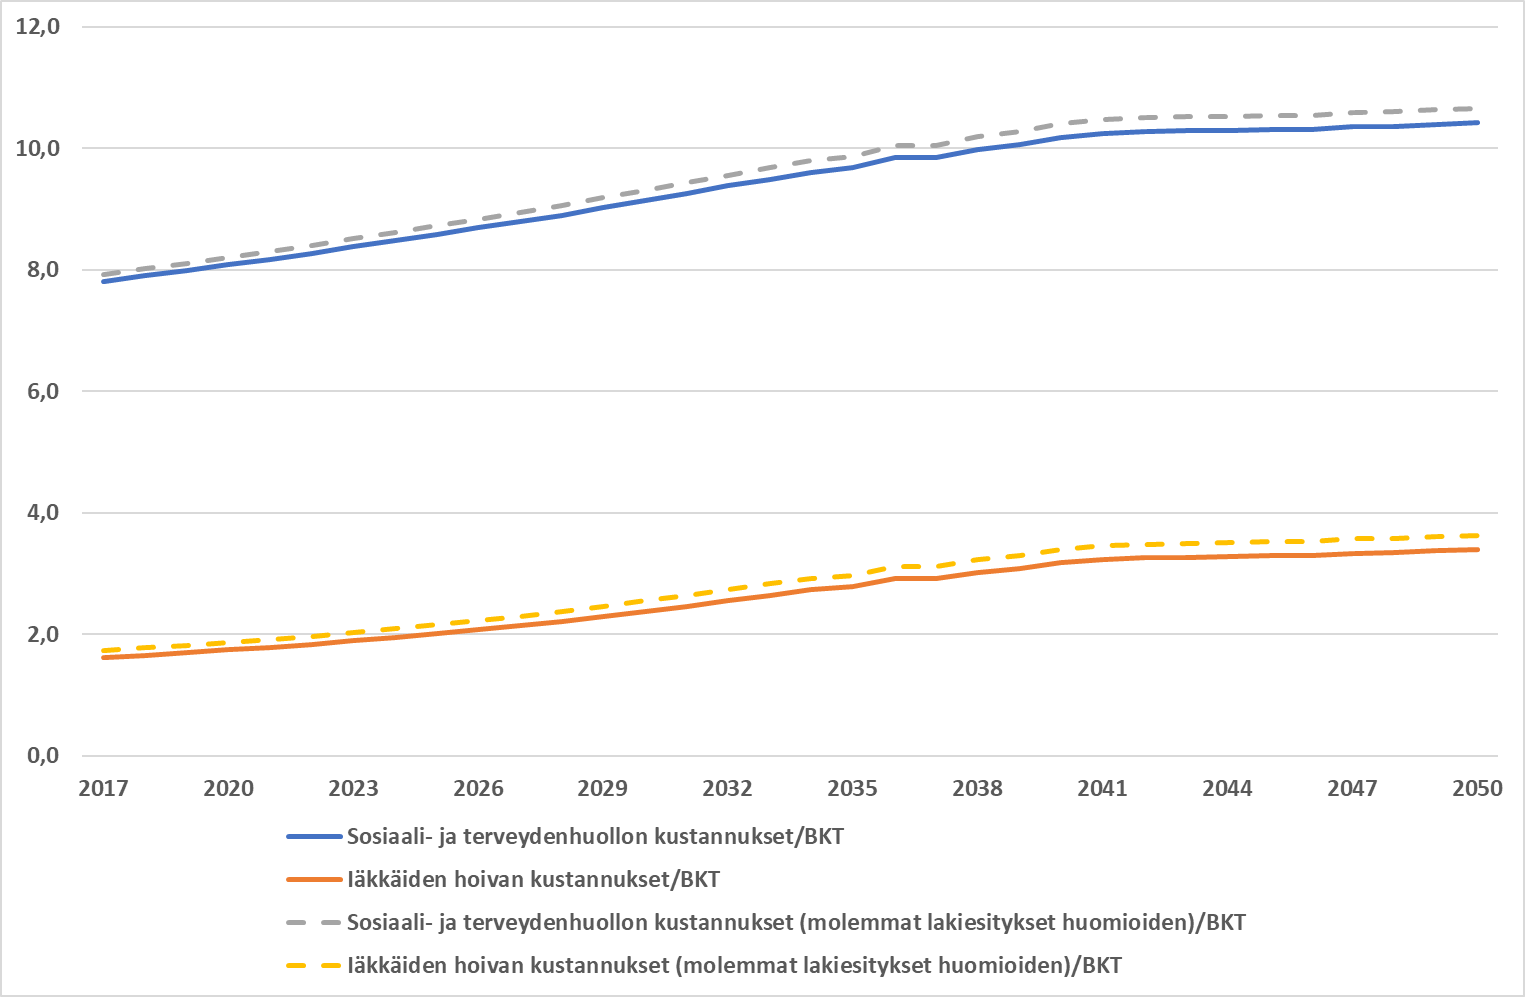 12,0
10,0
8,0
6,0
4,0
2,0
0,0
2017 2020 2023 2026 2029 2032 2035 2038 2041 2044 2047 2050
Sosiaali- ja terveydenhuollon kustannukset/BKT
Iäkkäiden hoivan kustannukset/BKT
Sosiaali- ja terveydenhuollon kustannukset (molemmat lakiesitykset huomioiden)/BKT
Iäkkäiden hoivan kustannukset (molemmat lakiesitykset huomioiden)/BKT